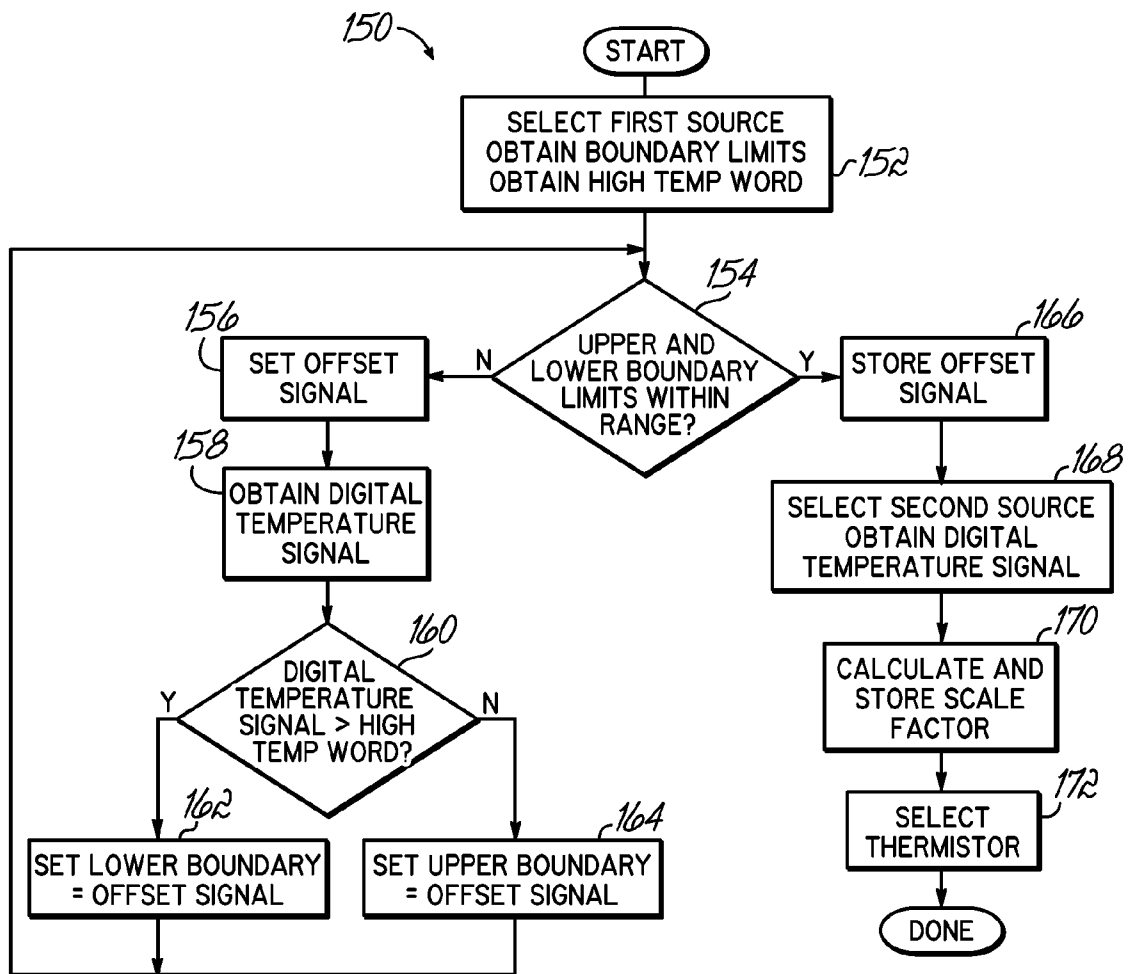 150
START
SELECT FIRST SOURCE
OBTAIN BOUNDARY LIMITS
OBTAIN HIGH TEMP WORD
152
154
UPPER AND
LOWER BOUNDARY
LIMITS WITHIN
RANGE?
N
Y
156
SET OFFSET
SIGNAL
158
OBTAIN DIGITAL
TEMPERATURE
SIGNAL
160
DIGITAL
TEMPERATURE
SIGNAL > HIGH
TEMP WORD?
Y
N
162
SET LOWER BOUNDARY
= OFFSET SIGNAL
164
SET UPPER BOUNDARY
= OFFSET SIGNAL
166
STORE OFFSET
SIGNAL
168
SELECT SECOND SOURCE
OBTAIN DIGITAL
TEMPERATURE SIGNAL
170
CALCULATE AND
STORE SCALE
FACTOR
172
SELECT
THERMISTOR
DONE